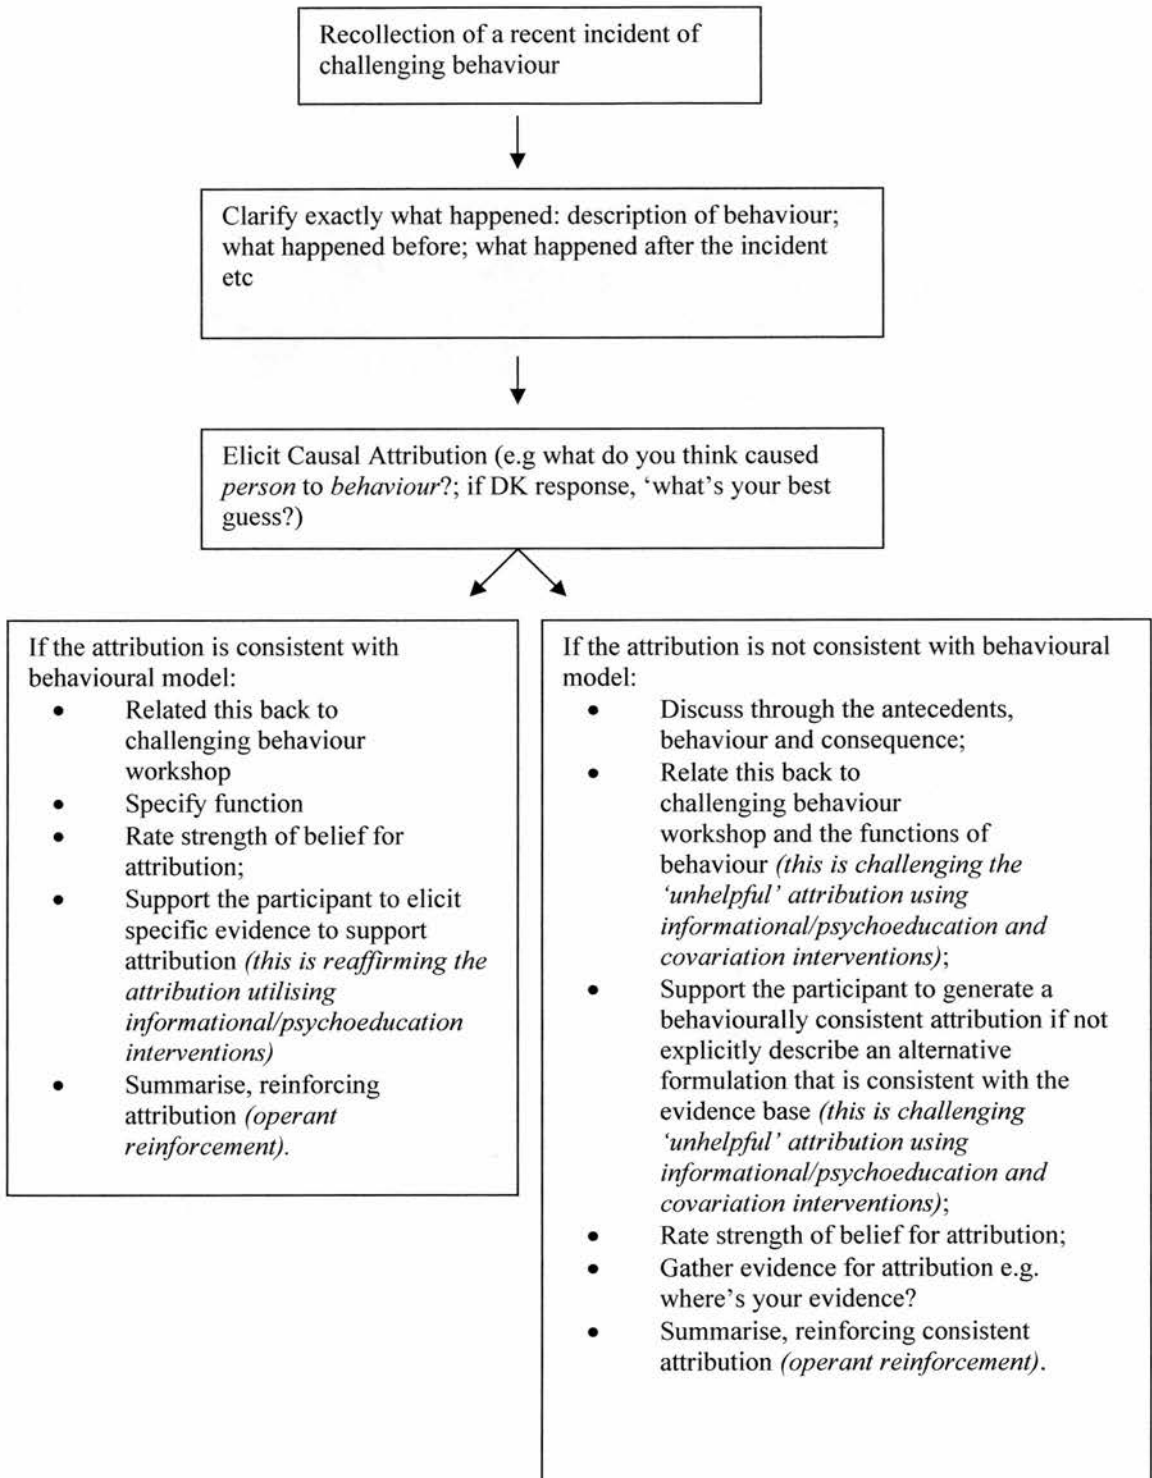 Recollection of a recent incident of
challenging behaviour
Clarify exactly what happened: description of behaviour;
what happened before; what happened after the incident
etc
Elicit Causal Attribution (e.g what do you think caused
person to behaviour?; if DK response, ‘what’s your best
guess?)
If the attribution is consistent with
behavioural model:
• Related this back to
challenging behaviour
workshop
• Specify function
• Rate strength of belief for
attribution;
• Support the participant to elicit
specific evidence to support
attribution (this is reaffirming the
attribution utilising
informational/psychoeducation
interventions)
• Summarise, reinforcing
attribution (operant
reinforcement).
If the attribution is not consistent with behavioural
model:
• Discuss through the antecedents,
behaviour and consequence;
• Relate this back to
challenging behaviour
workshop and the functions of
behaviour (this is challenging the
‘unhelpful’ attribution using
informational/psychoeducation and
covariation interventions);
• Support the participant to generate a
behaviourally consistent attribution if not
explicitly describe an alternative
formulation that is consistent with the
evidence base (this is challenging
‘unhelpful’ attribution using
informational/psychoeducation and
covariation interventions);
• Rate strength of belief for attribution;
• Gather evidence for attribution e.g.
where’s your evidence?
• Summarise, reinforcing consistent
attribution (operant reinforcement).